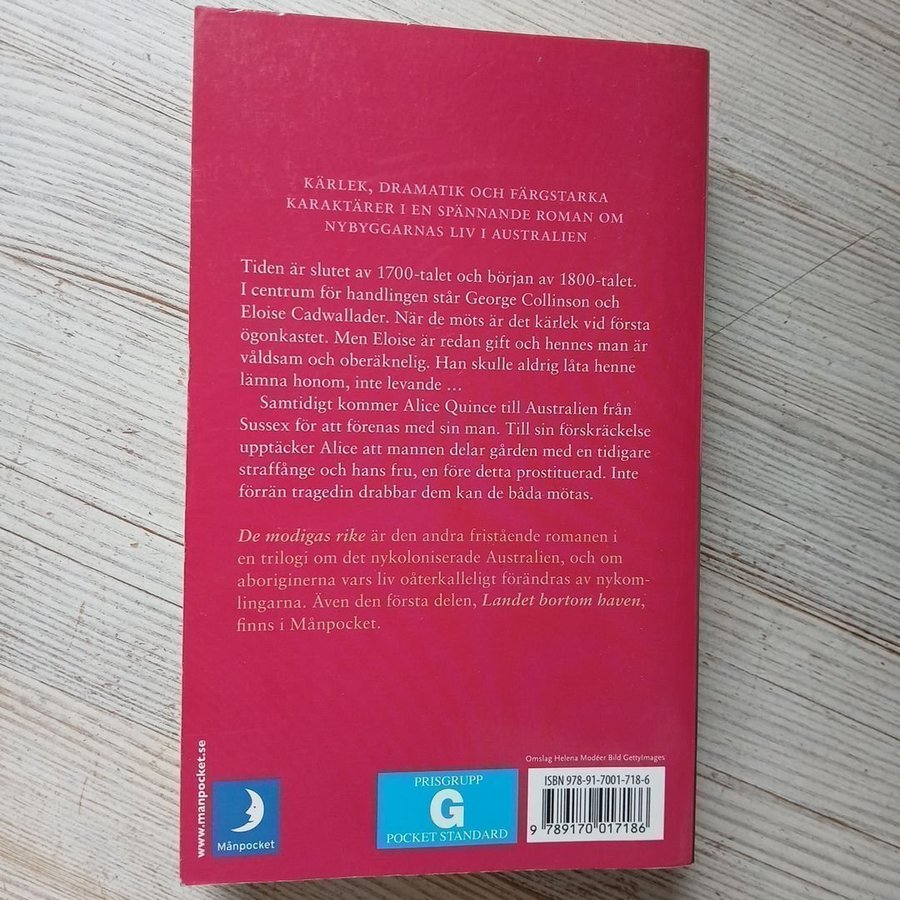 KÄRLEK, DRAMATIK OCH FÄRGSTARKA
KARAKTÄRER I EN SPÄNNANDE ROMAN OM
NYBYGGARNAS LIV I AUSTRALIEN
Tiden är slutet av 1700-talet och början av 1800-talet.
I centrum för handlingen står George Collinson och
Eloise Cadwallader. När de möts är det kärlek vid första
ögonkastet. Men Eloise är redan gift och hennes man är
våldsam och oberäknelig. Han skulle aldrig låta henne
lämna honom, inte levande ...
Samtidigt kommer Alice Quince till Australien från
Sussex för att förenas med sin man. Till sin förskräckelse
upptäcker Alice att mannen delar gården med en tidigare
straffånge och hans fru, en före detta prostituerad. Inte
förrän tragedin drabbar dem kan de båda mötas.
De modigas rike är den andra fristående romanen i
en trilogi om det nykoloniserade Australien, och om
aboriginerna vars liv oåterkalleligt förändras av nykom-
lingarna. Även den första delen, Landet bortom haven,
finns i Månpocket.
Omslag Helena Modéer Bild GettyImages
www.manpocket.se
Månpocket
PRISGRUPP
G
POCKET STANDARD
ISBN 978-91-7001-718-6
9 789170 017186